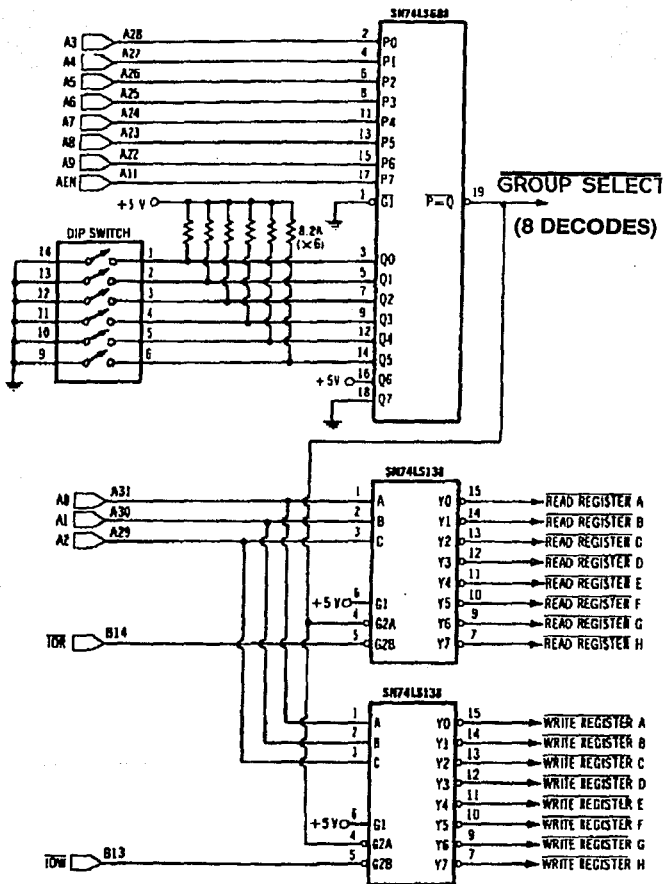 SN74LS688
A3 A28 2 P0
A4 A27 4 P1
A5 A26 6 P2
A6 A25 8 P3
A7 A24 11 P4
A8 A23 13 P5
A9 A22 15 P6
AEN A11 17 P7
1 G1 P=Q 19 GROUP SELECT
(8 DECODES)
+5 V
8.2A
(×6)
DIP SWITCH
14 1 3 Q0
13 2 5 Q1
12 3 7 Q2
11 4 9 Q3
10 5 12 Q4
9 6 14 Q5
+5V 16 Q6
18 Q7
SN74LS138
A0 A31 1 A Y0 15 READ REGISTER A
A1 A30 2 B Y1 14 READ REGISTER B
A2 A29 3 C Y2 13 READ REGISTER C
Y3 12 READ REGISTER D
Y4 11 READ REGISTER E
+5V 6 G1 Y5 10 READ REGISTER F
4 G2A Y6 9 READ REGISTER G
IOR B14 5 G2B Y7 7 READ REGISTER H
SN74LS138
1 A Y0 15 WRITE REGISTER A
2 B Y1 14 WRITE REGISTER B
3 C Y2 13 WRITE REGISTER C
Y3 12 WRITE REGISTER D
Y4 11 WRITE REGISTER E
+5V 6 G1 Y5 10 WRITE REGISTER F
4 G2A Y6 9 WRITE REGISTER G
IOW B13 5 G2B Y7 7 WRITE REGISTER H